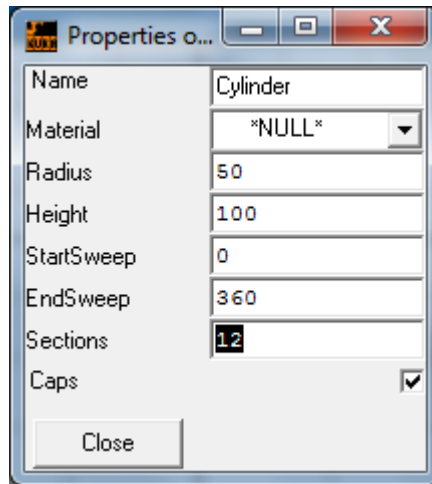 Properties o...
Name Cylinder
Material *NULL*
Radius 50
Height 100
StartSweep 0
EndSweep 360
Sections 12
Caps
Close